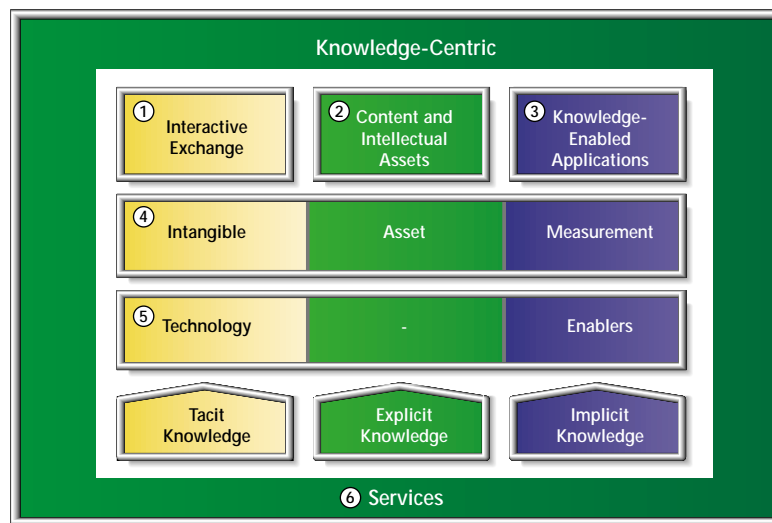 Knowledge-Centric
1
Interactive
Exchange
2
Content and
Intellectual
Assets
3
Knowledge-
Enabled
Applications
4
Intangible
Asset
Measurement
5
Technology
-
Enablers
Tacit
Knowledge
Explicit
Knowledge
Implicit
Knowledge
6 Services